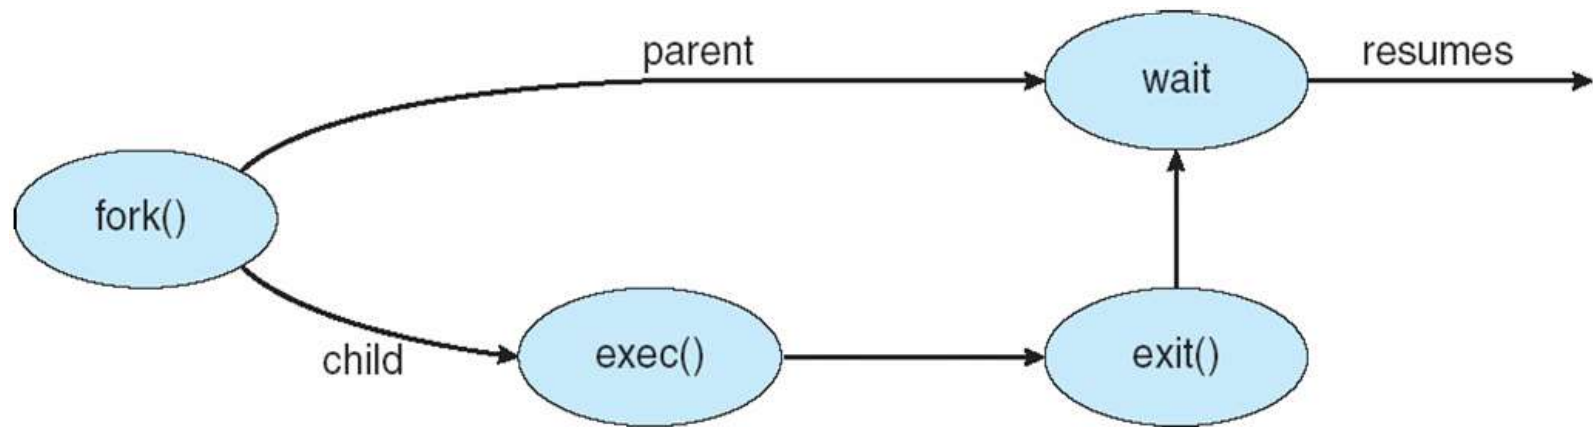 parent
wait
resumes
fork()
child
exec()
exit()